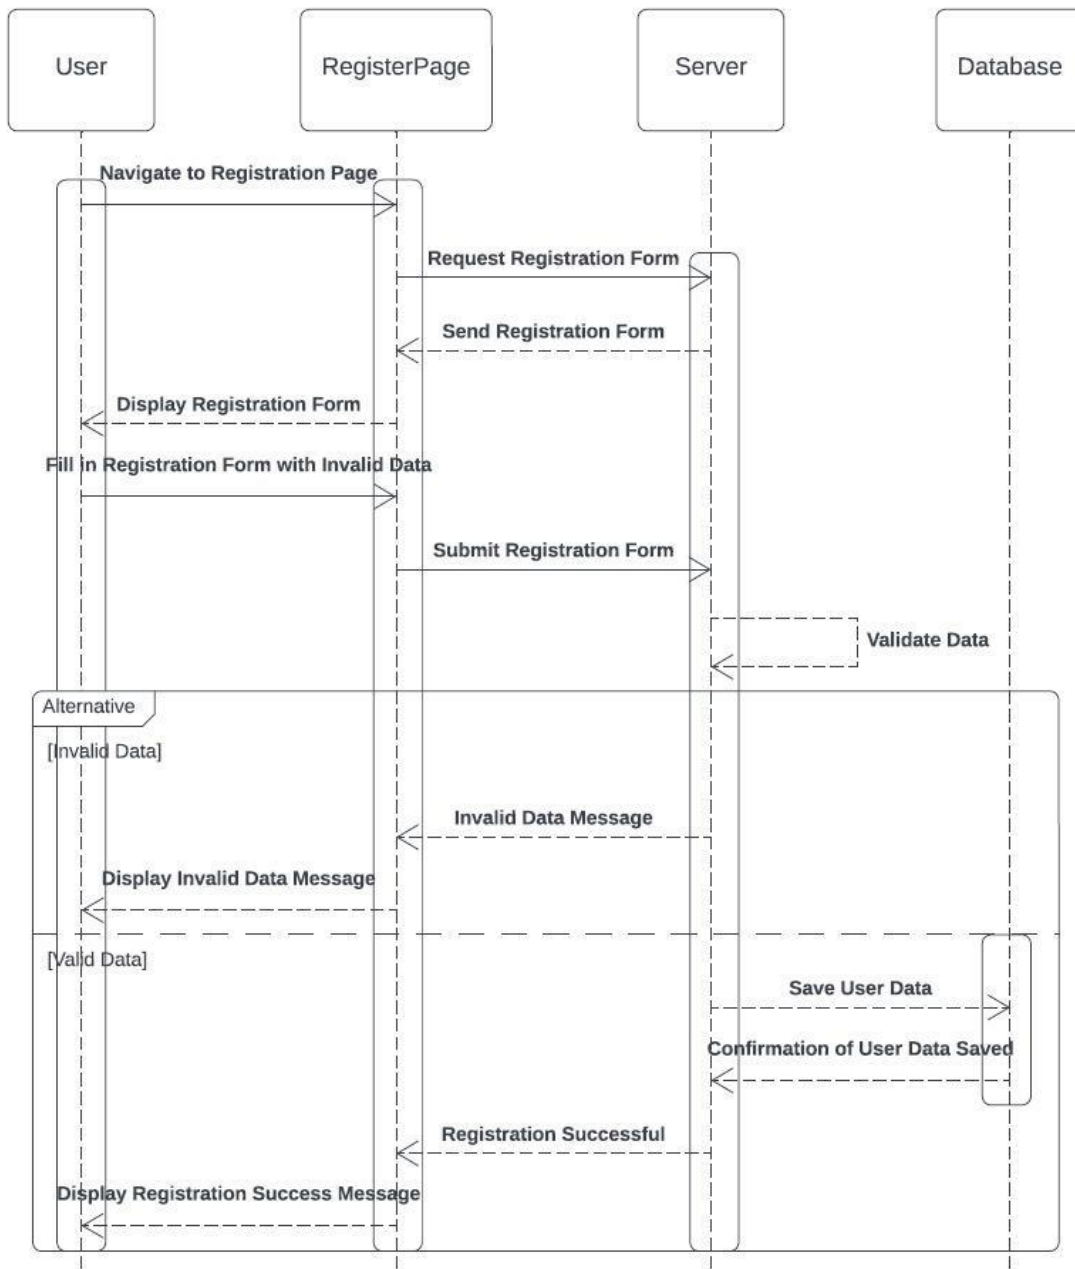 User
RegisterPage
Server
Database
Navigate to Registration Page
Request Registration Form
Send Registration Form
Display Registration Form
Fill in Registration Form with Invalid Data
Submit Registration Form
Validate Data
Alternative
[Invalid Data]
Invalid Data Message
Display Invalid Data Message
[Valid Data]
Save User Data
Confirmation of User Data Saved
Registration Successful
Display Registration Success Message